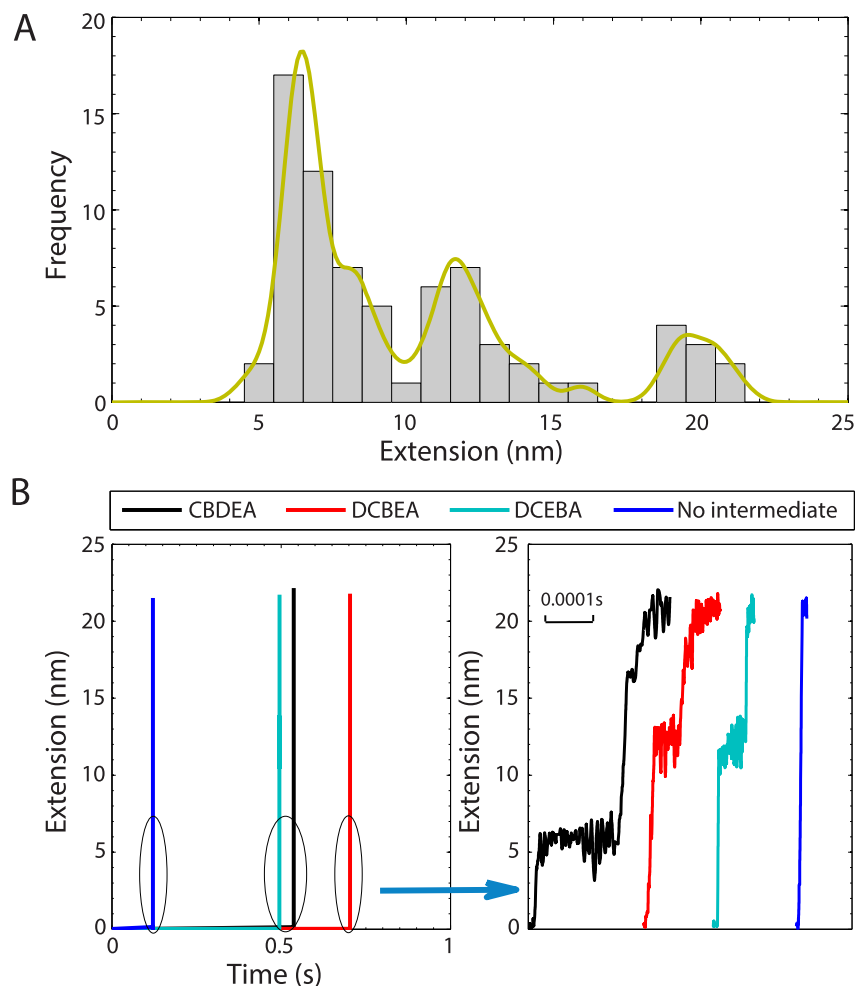 A
20
15
10
5
0
Frequency
0 5 10 15 20 25
Extension (nm)
B
CBDEA DCBEA DCEBA No intermediate
25
20
15
10
5
0
Extension (nm)
0 0.5 1
Time (s)
25
20
15
10
5
0
Extension (nm)
0.0001s